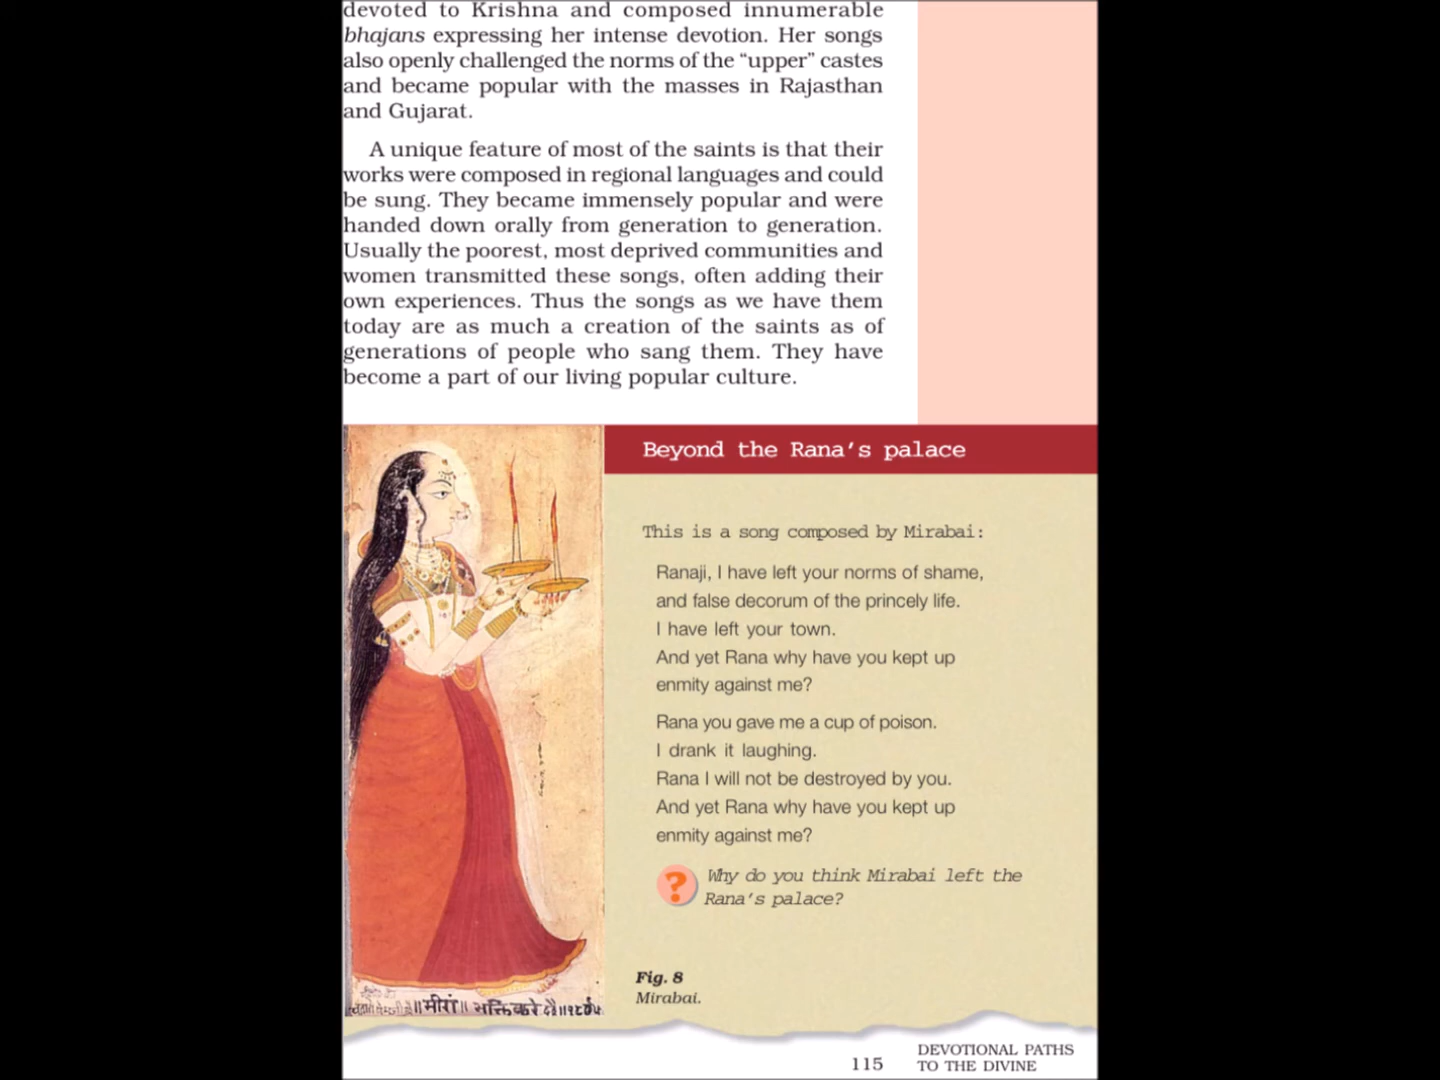 devoted to Krishna and composed innumerable
bhajans expressing her intense devotion. Her songs
also openly challenged the norms of the “upper” castes
and became popular with the masses in Rajasthan
and Gujarat.
A unique feature of most of the saints is that their
works were composed in regional languages and could
be sung. They became immensely popular and were
handed down orally from generation to generation.
Usually the poorest, most deprived communities and
women transmitted these songs, often adding their
own experiences. Thus the songs as we have them
today are as much a creation of the saints as of
generations of people who sang them. They have
become a part of our living popular culture.
Beyond the Rana’s palace
This is a song composed by Mirabai:
Ranaji, I have left your norms of shame,
and false decorum of the princely life.
I have left your town.
And yet Rana why have you kept up
enmity against me?
Rana you gave me a cup of poison.
I drank it laughing.
Rana I will not be destroyed by you.
And yet Rana why have you kept up
enmity against me?
?
Why do you think Mirabai left the
Rana’s palace?
Fig. 8
Mirabai.
॥मीरां॥
115
DEVOTIONAL PATHS
TO THE DIVINE